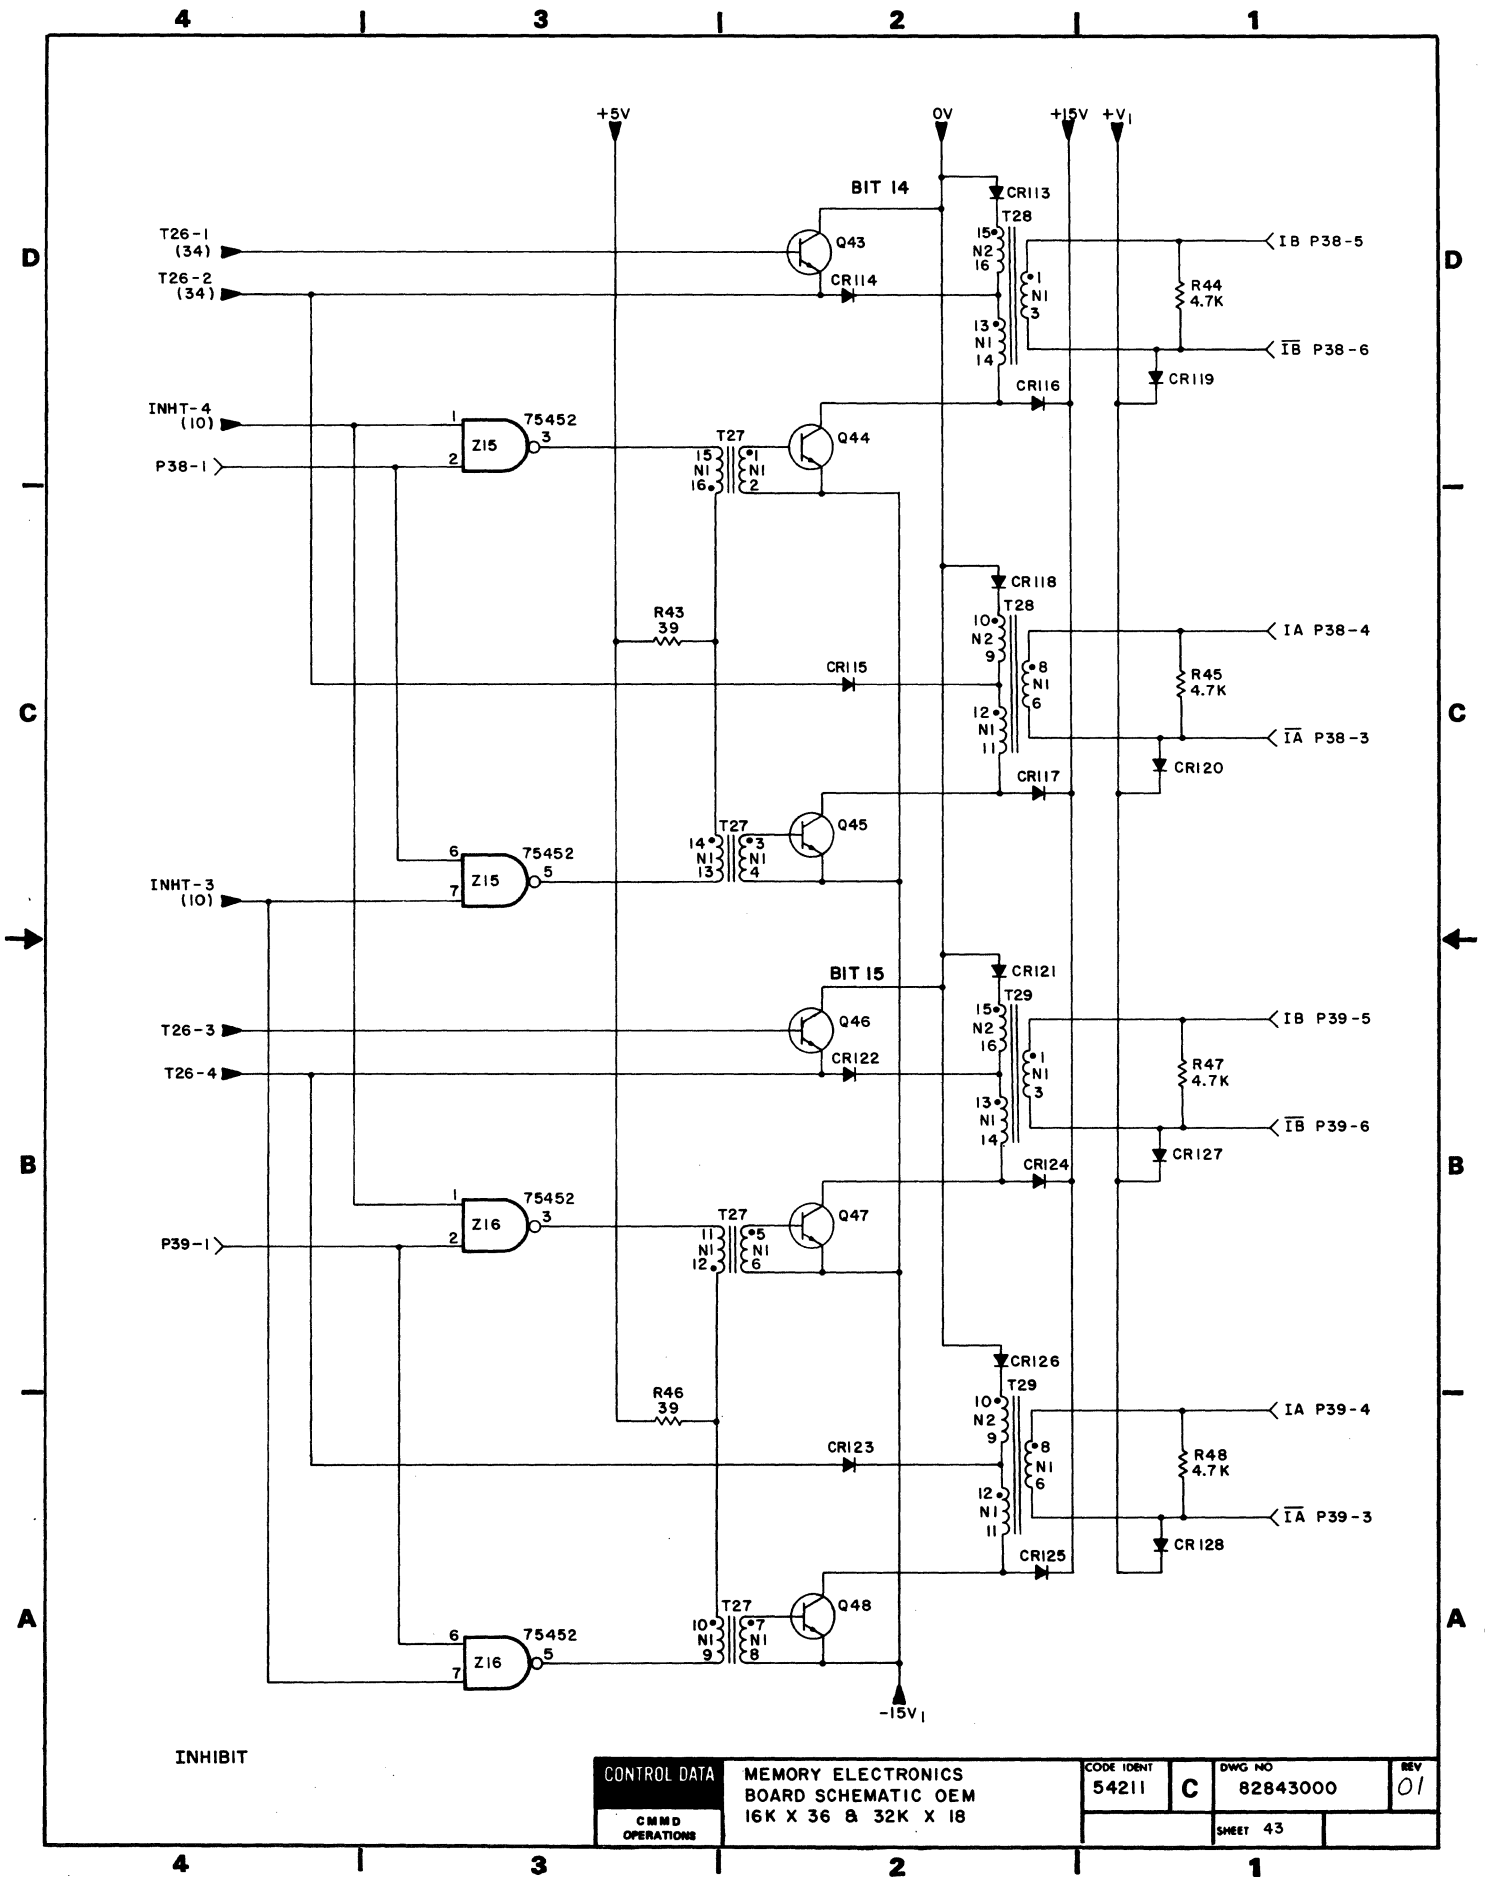 4 3 2 1
+5V 0V +15V +V1
BIT 14
CR113
T28
T26-1
(34)
Q43
15
N2
16
IB P38-5
D D
T26-2
(34)
CR114
1
N1
3
R44
4.7K
13
N1
14
I̅B̅ P38-6
CR119
CR116
INHT-4
(10)
1
75452
Z15
3
2
P38-1
T27
15
N1
16
1
N1
2
Q44
CR118
T28
R43
39
10
N2
9
IA P38-4
CR115
8
N1
6
R45
4.7K
C C
12
N1
11
I̅A̅ P38-3
CR120
CR117
T27
14
N1
13
3
N1
4
Q45
6
75452
Z15
5
7
INHT-3
(10)
BIT 15
CR121
T29
T26-3
Q46
15
N2
16
IB P39-5
T26-4
CR122
1
N1
3
R47
4.7K
13
N1
14
I̅B̅ P39-6
CR127
B B
CR124
1
75452
Z16
3
2
P39-1
T27
11
N1
12
5
N1
6
Q47
CR126
T29
R46
39
10
N2
9
IA P39-4
CR123
8
N1
6
R48
4.7K
12
N1
11
I̅A̅ P39-3
CR128
CR125
A A
T27
10
N1
9
7
N1
8
Q48
6
75452
Z16
5
7
-15V1
INHIBIT
CONTROL DATA
CMMD
OPERATIONS
MEMORY ELECTRONICS
BOARD SCHEMATIC OEM
16K X 36 & 32K X 18
CODE IDENT
54211
C
DWG NO
82843000
REV
01
SHEET 43
4 3 2 1